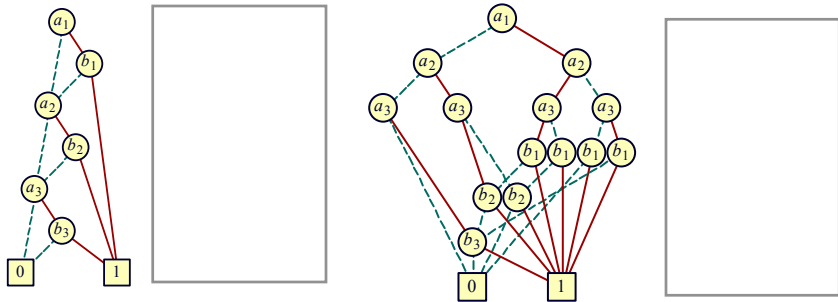 a₁
b₁
a₂
b₂
a₃
b₃
0 1
a₁
a₂ a₂
a₃ a₃ a₃ a₃
b₁ b₁ b₁ b₁
b₂ b₂
b₃
0 1